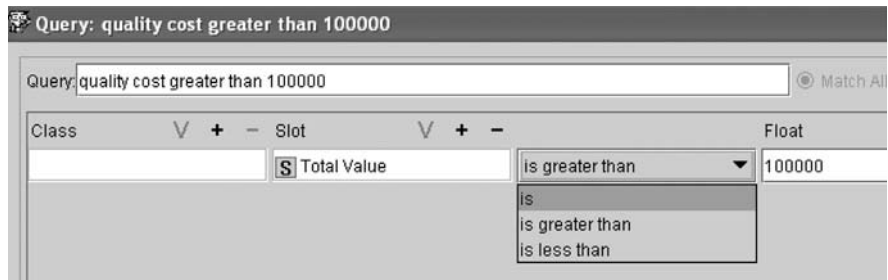 Query: quality cost greater than 100000
Query: quality cost greater than 100000 Match All
Class V + − Slot V + − Float
S Total Value is greater than 100000
is
is greater than
is less than